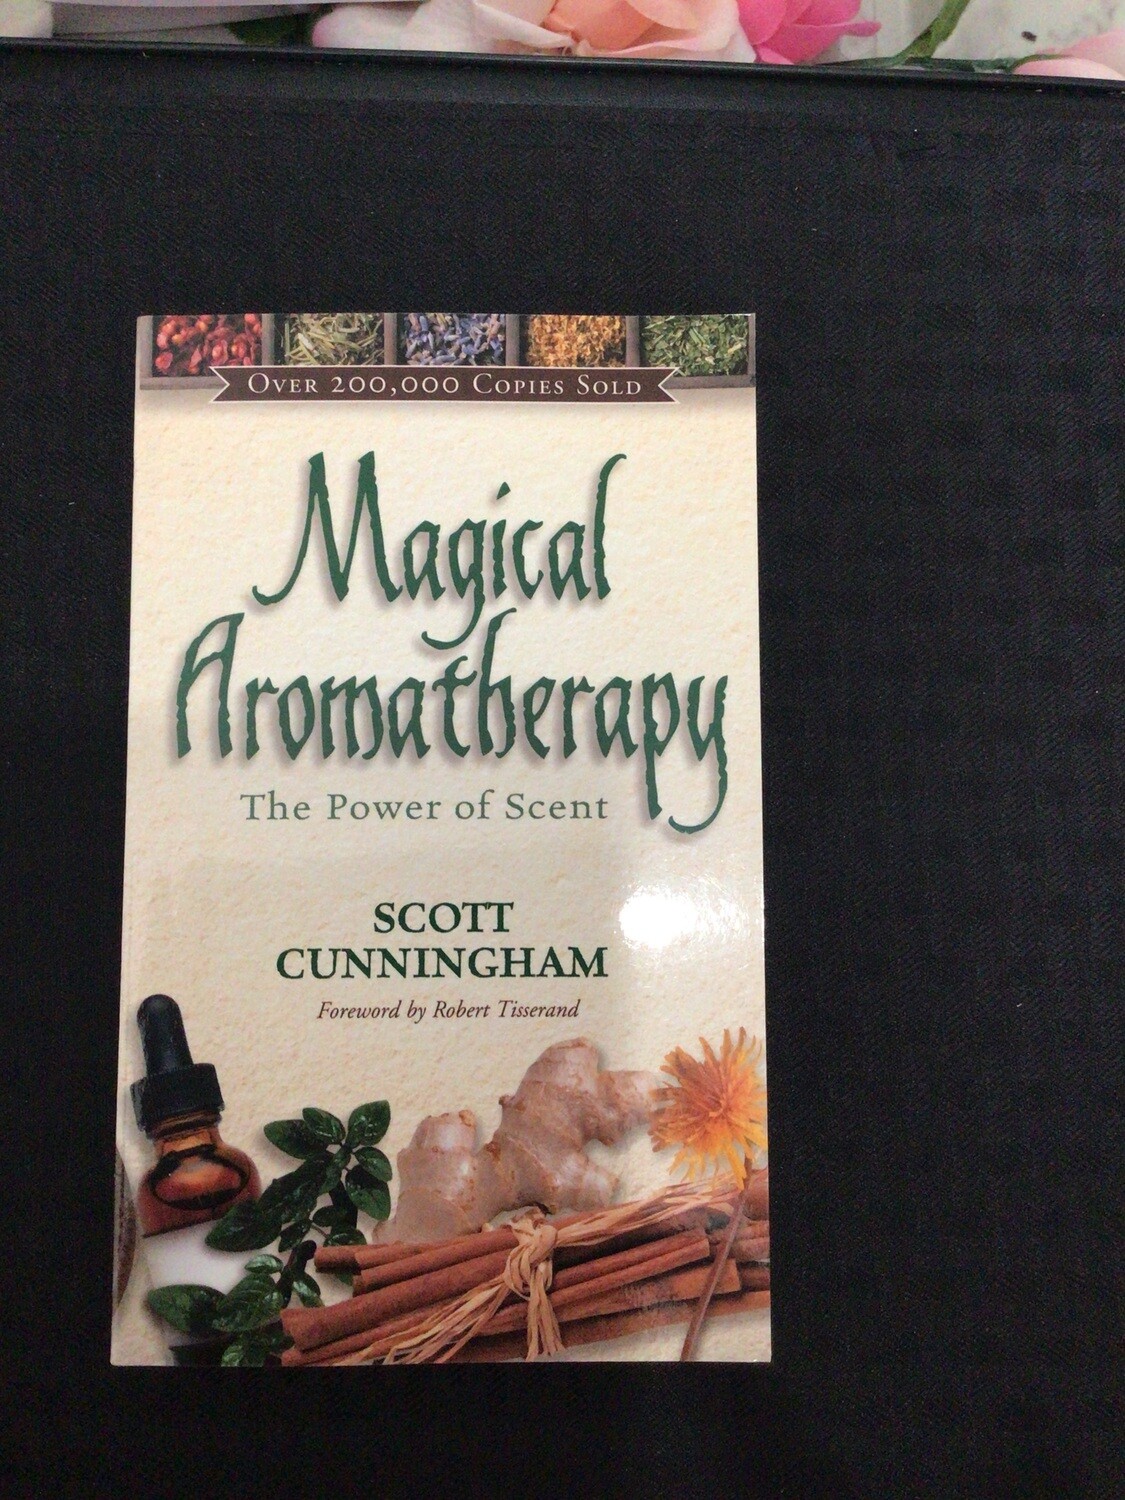 Over 200,000 Copies Sold
Magical
Aromatherapy
The Power of Scent
SCOTT
CUNNINGHAM
Foreword by Robert Tisserand